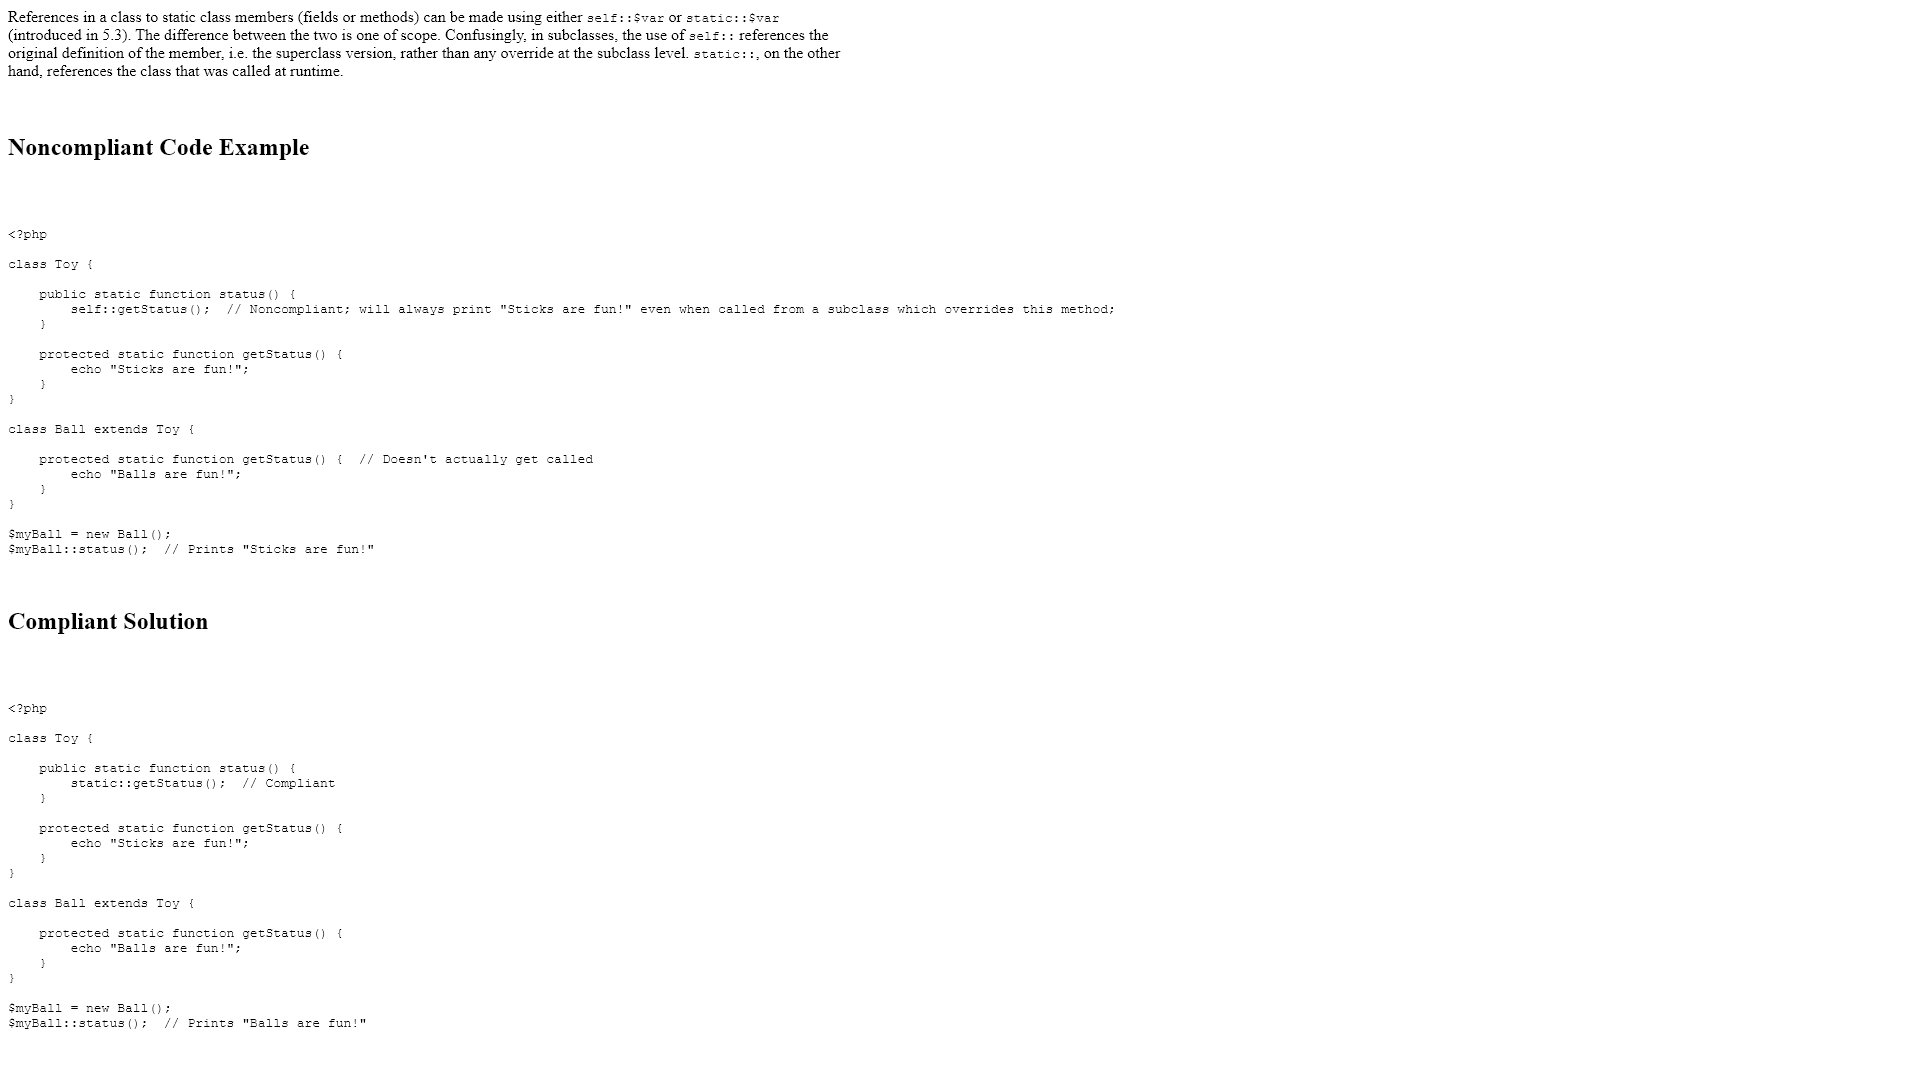 References in a class to static class members (fields or methods) can be made using either self::$var or static::$var
(introduced in 5.3). The difference between the two is one of scope. Confusingly, in subclasses, the use of self:: references the
original definition of the member, i.e. the superclass version, rather than any override at the subclass level. static::, on the other
hand, references the class that was called at runtime.
Noncompliant Code Example
<?php
class Toy {
    public static function status() {
        self::getStatus();  // Noncompliant; will always print "Sticks are fun!" even when called from a subclass which overrides this method;
    }
    protected static function getStatus() {
        echo "Sticks are fun!";
    }
}
class Ball extends Toy {
    protected static function getStatus() {  // Doesn't actually get called
        echo "Balls are fun!";
    }
}
$myBall = new Ball();
$myBall::status();  // Prints "Sticks are fun!"
Compliant Solution
<?php
class Toy {
    public static function status() {
        static::getStatus();  // Compliant
    }
    protected static function getStatus() {
        echo "Sticks are fun!";
    }
}
class Ball extends Toy {
    protected static function getStatus() {
        echo "Balls are fun!";
    }
}
$myBall = new Ball();
$myBall::status();  // Prints "Balls are fun!"